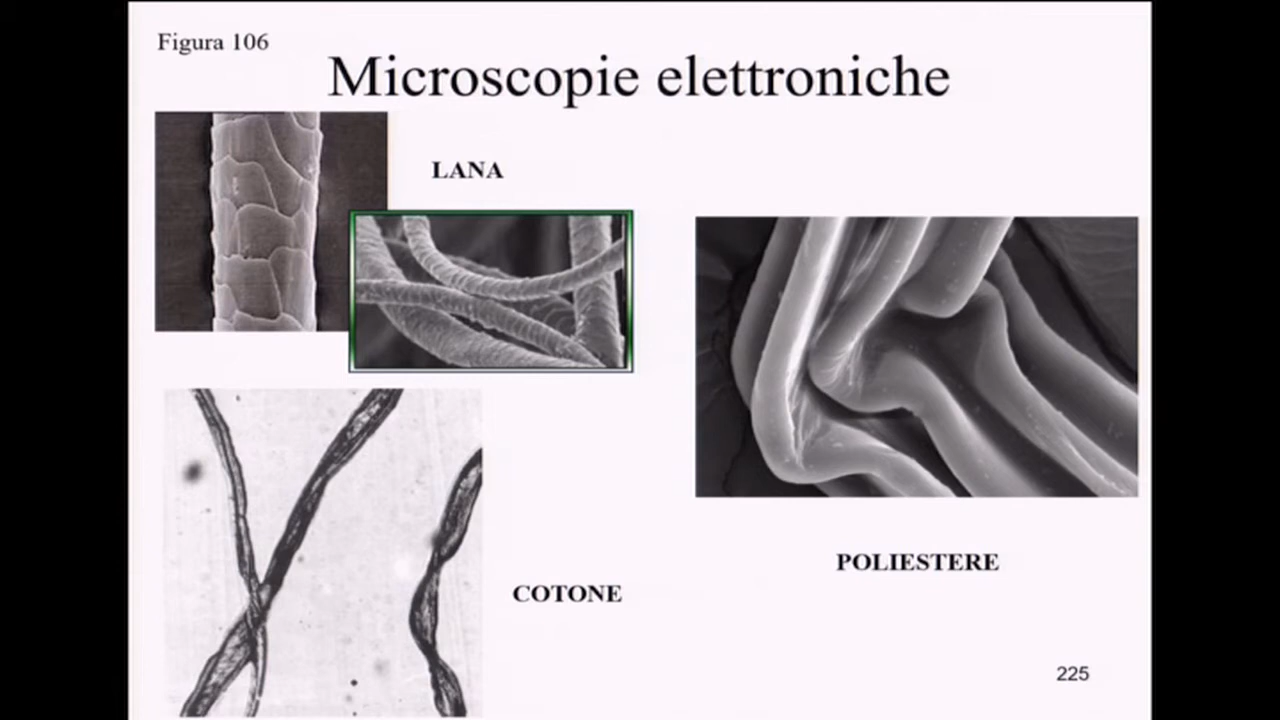 Figura 106
Microscopie elettroniche
LANA
POLIESTERE
COTONE
225